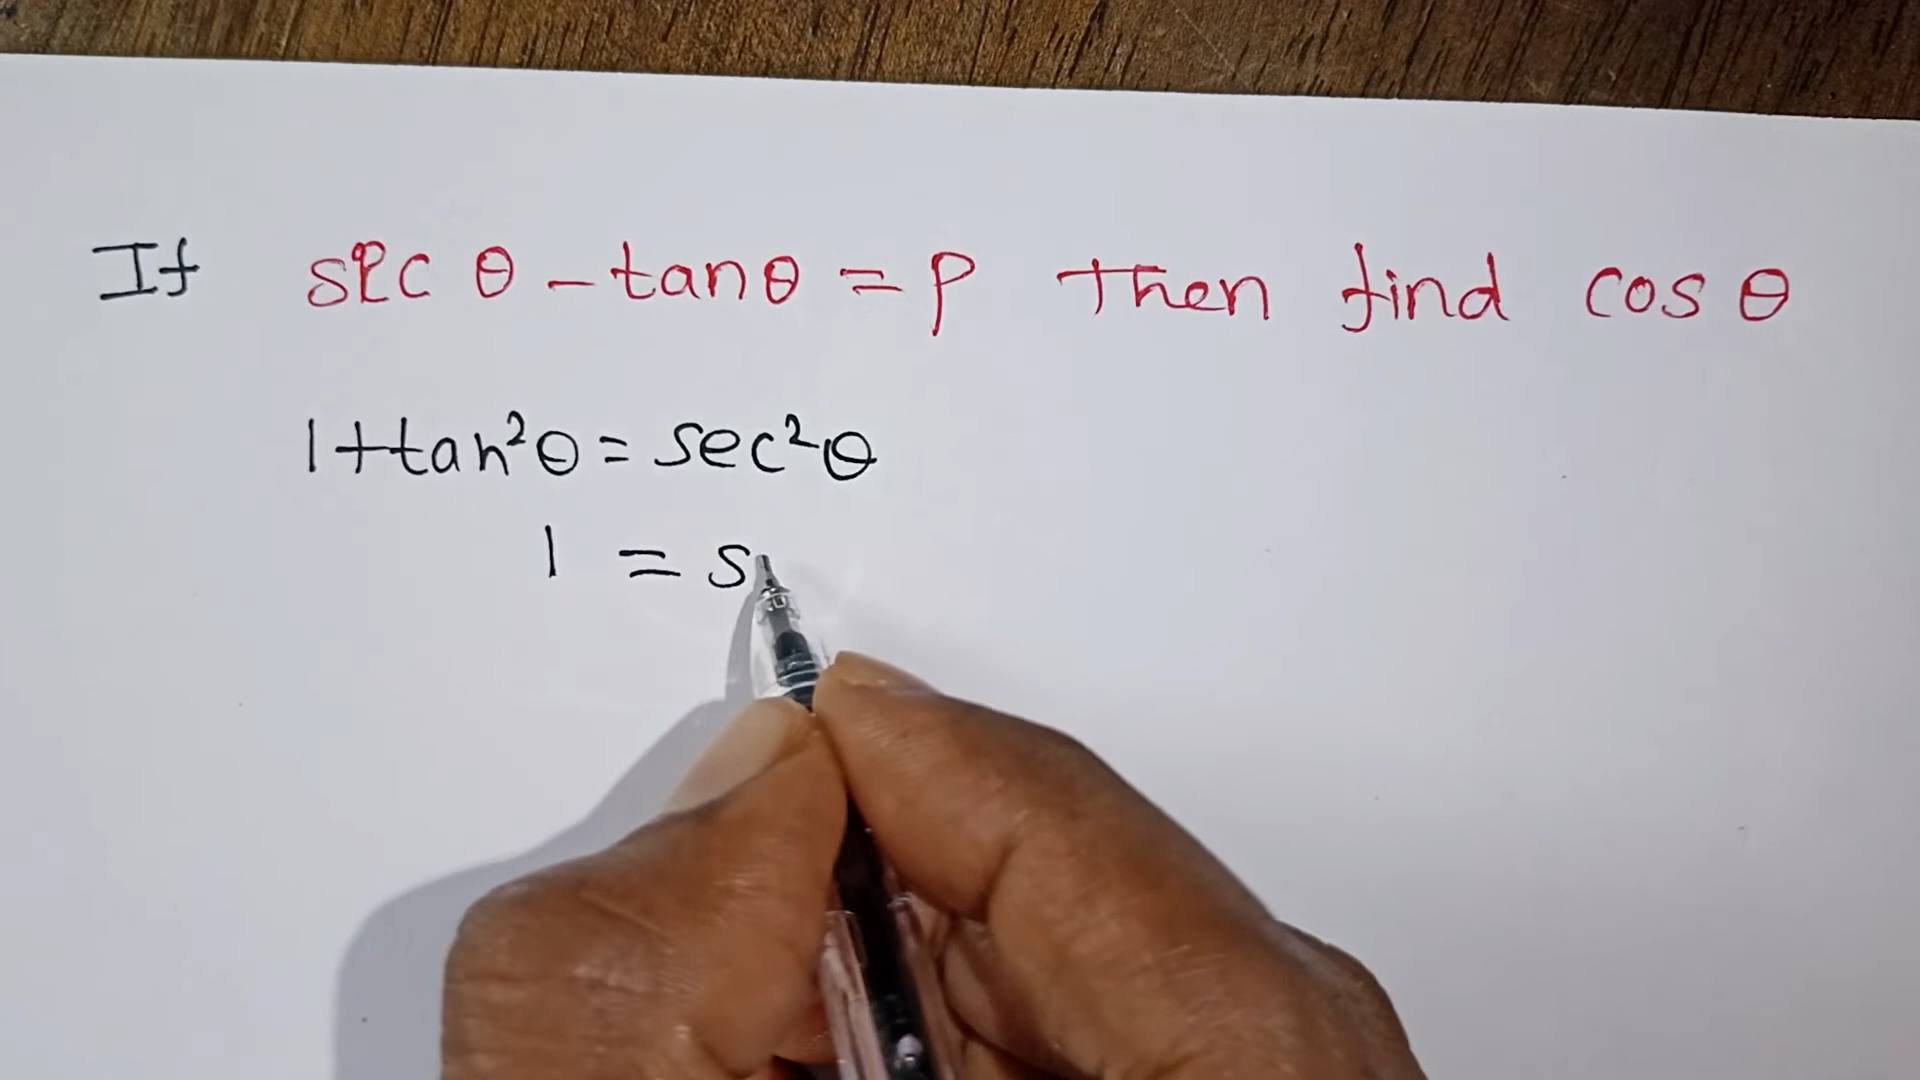 If sec θ - tan θ = p then find cos θ
1 + tan²θ = sec²θ
1 = s